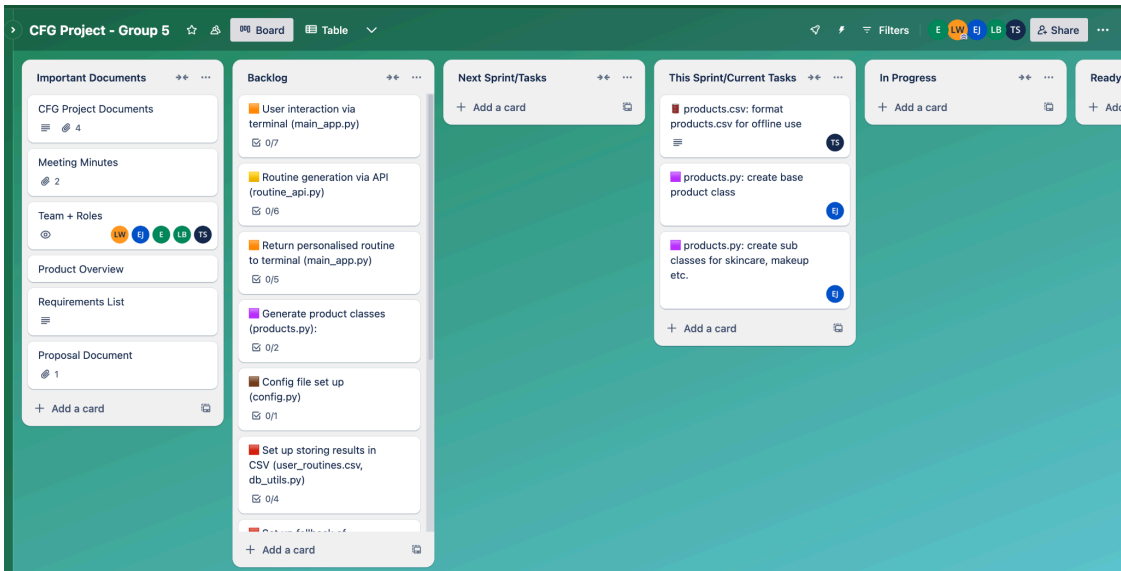 CFG Project - Group 5
Board
Table
Filters
E
LW
EJ
LB
TS
Share
Important Documents
CFG Project Documents
4
Meeting Minutes
2
Team + Roles
LW
EJ
E
LB
TS
Product Overview
Requirements List
Proposal Document
1
+ Add a card
Backlog
User interaction via
terminal (main_app.py)
0/7
Routine generation via API
(routine_api.py)
0/6
Return personalised routine
to terminal (main_app.py)
0/5
Generate product classes
(products.py):
0/2
Config file set up
(config.py)
0/1
Set up storing results in
CSV (user_routines.csv,
db_utils.py)
0/4
+ Add a card
Next Sprint/Tasks
+ Add a card
This Sprint/Current Tasks
products.csv: format
products.csv for offline use
TS
products.py: create base
product class
EJ
products.py: create sub
classes for skincare, makeup
etc.
EJ
+ Add a card
In Progress
+ Add a card
Ready
+ Add